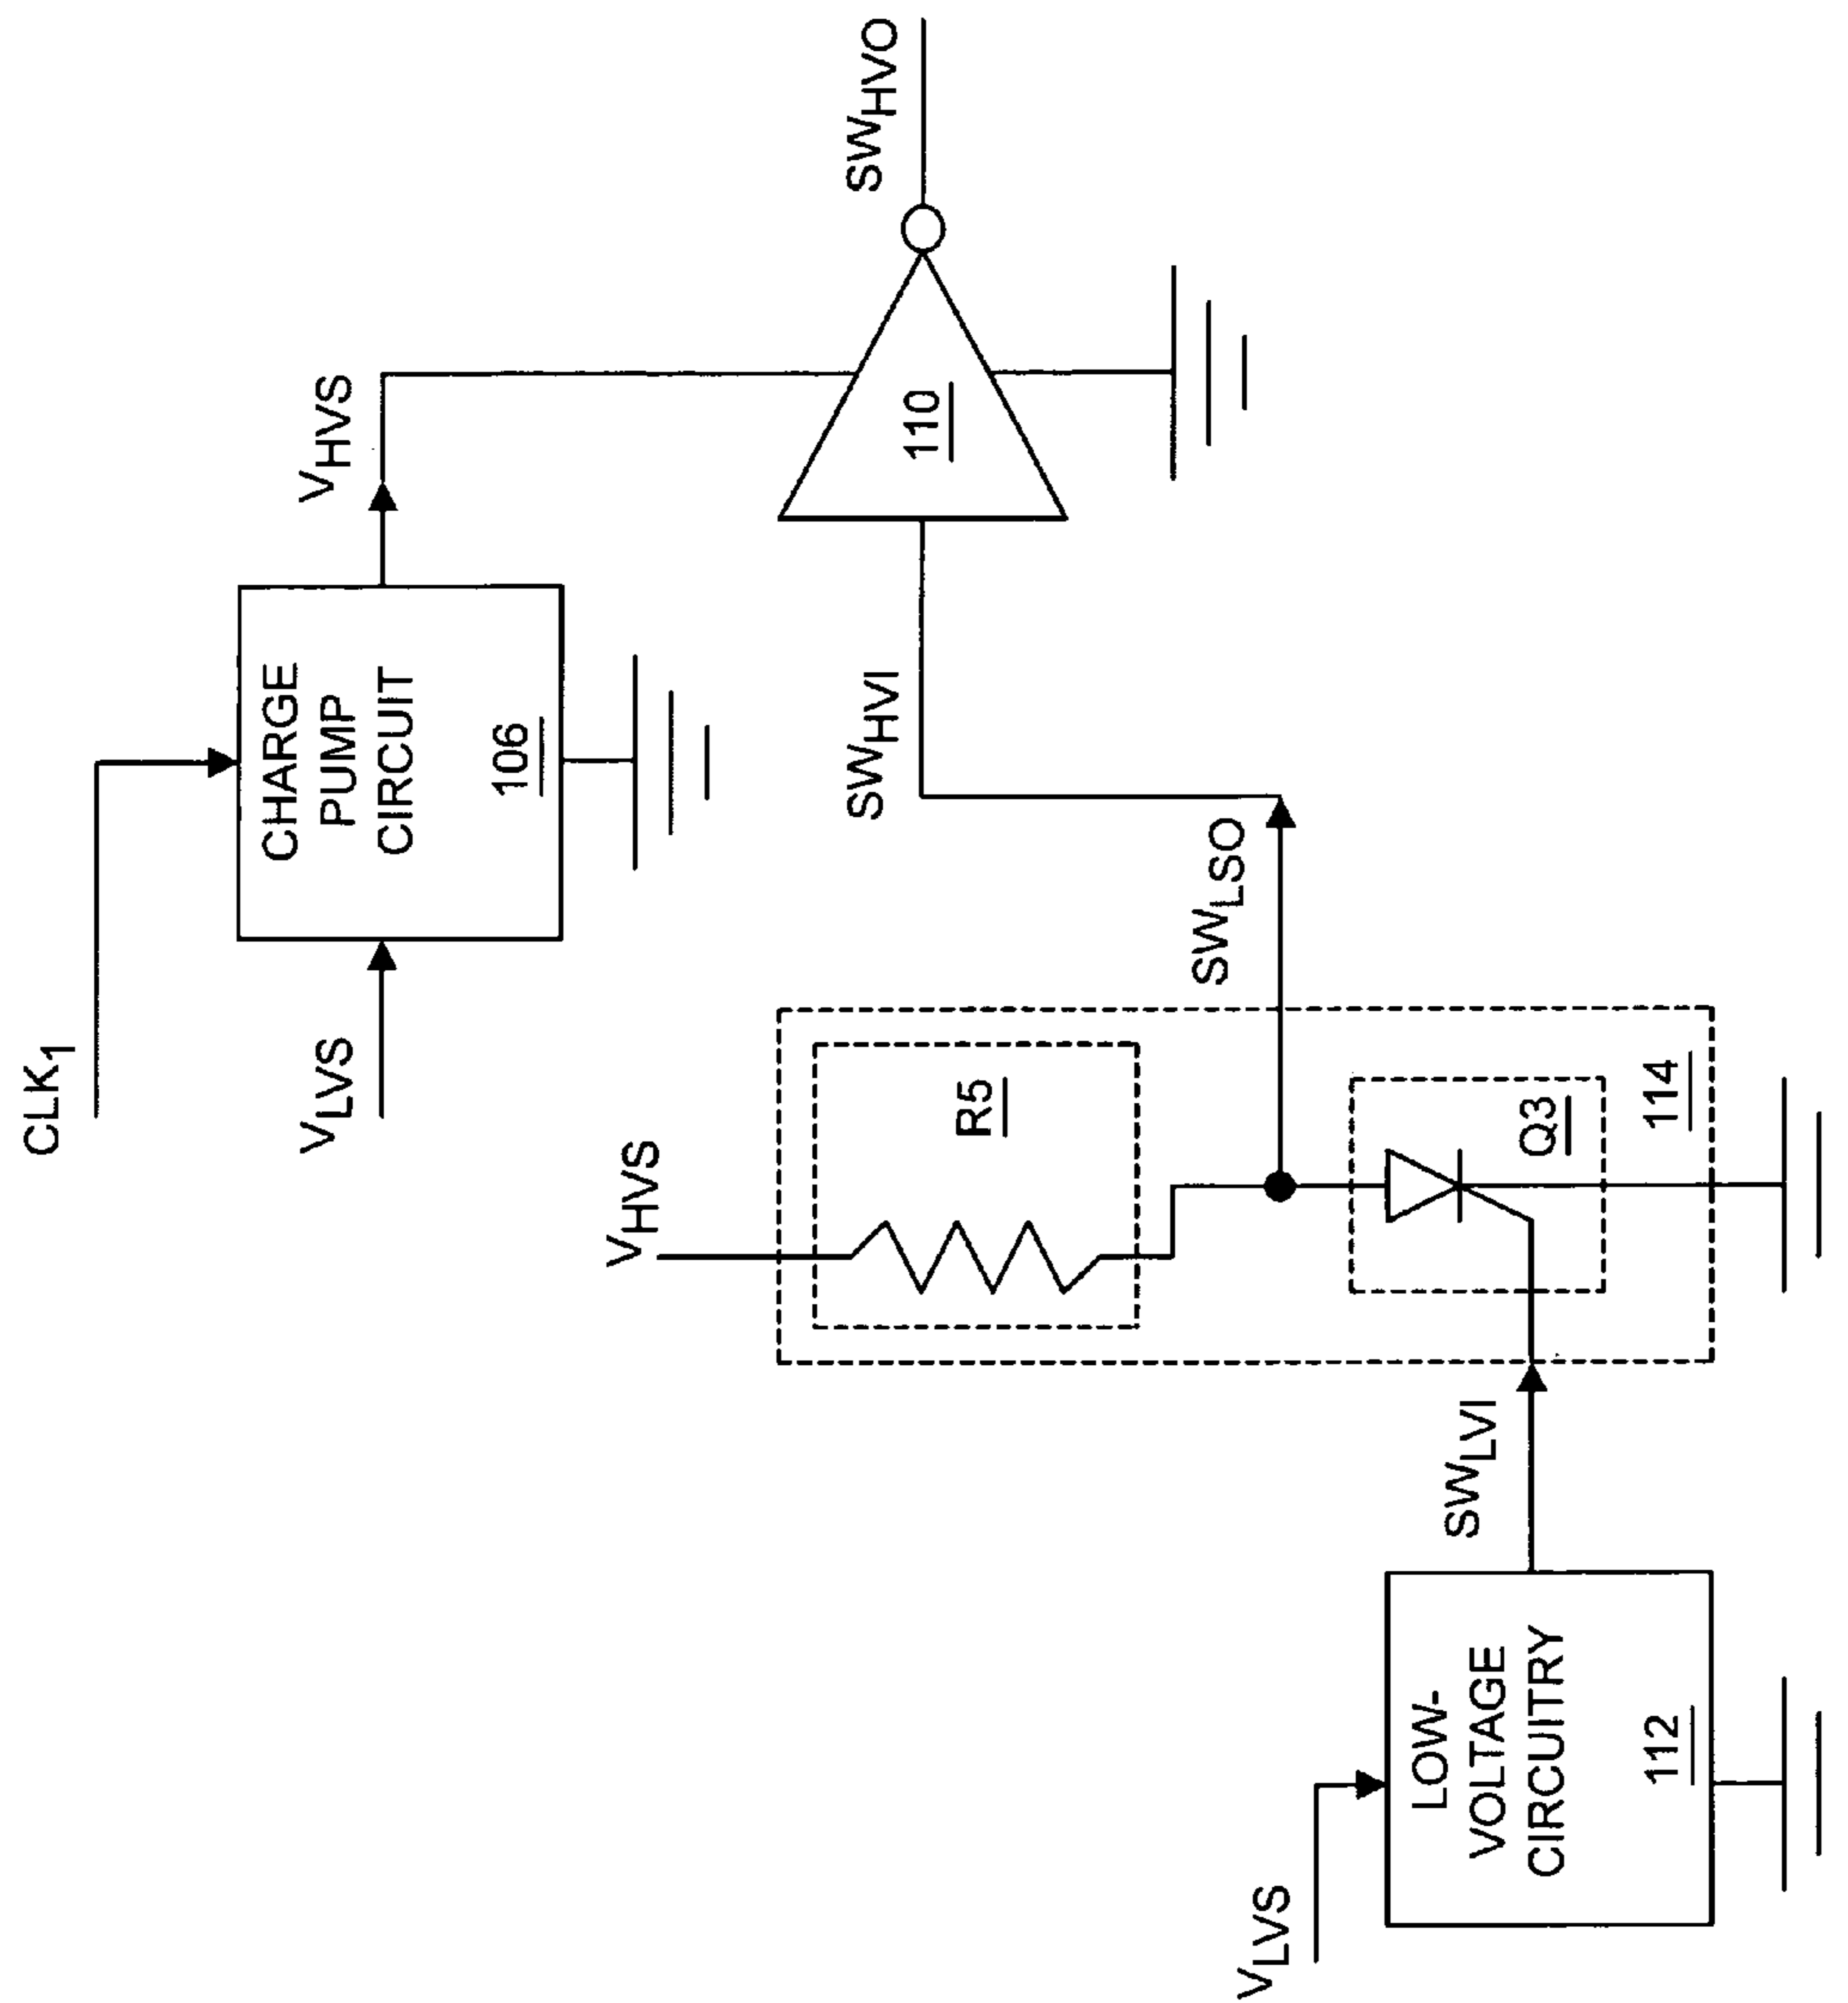 CLK1
VLVS
CHARGE
PUMP
CIRCUIT
106
VHVS
VHVS
R5
SWLSO
SWHVI
110
SWHVO
VLVS
LOW-
VOLTAGE
CIRCUITRY
112
SWLVI
Q3
114